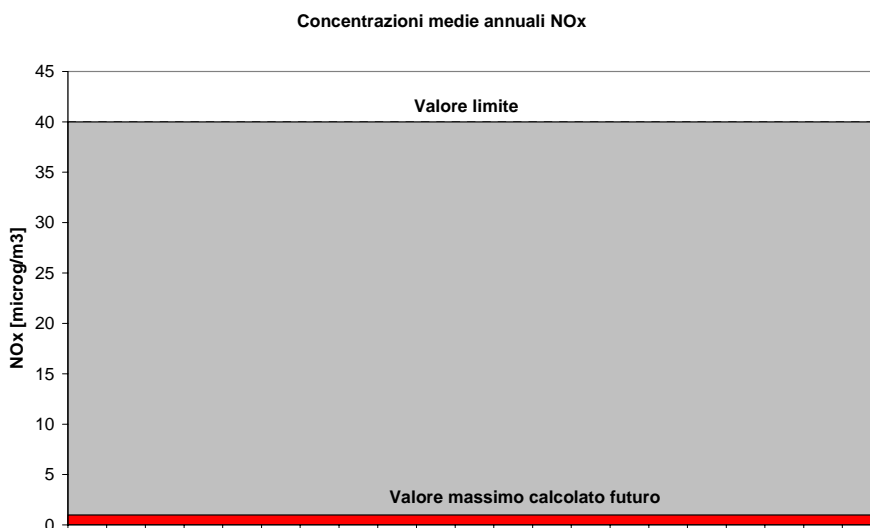 Concentrazioni medie annuali NOx
45
Valore limite
40
35
30
25
20
15
10
5
Valore massimo calcolato futuro
0
NOx [microg/m3]